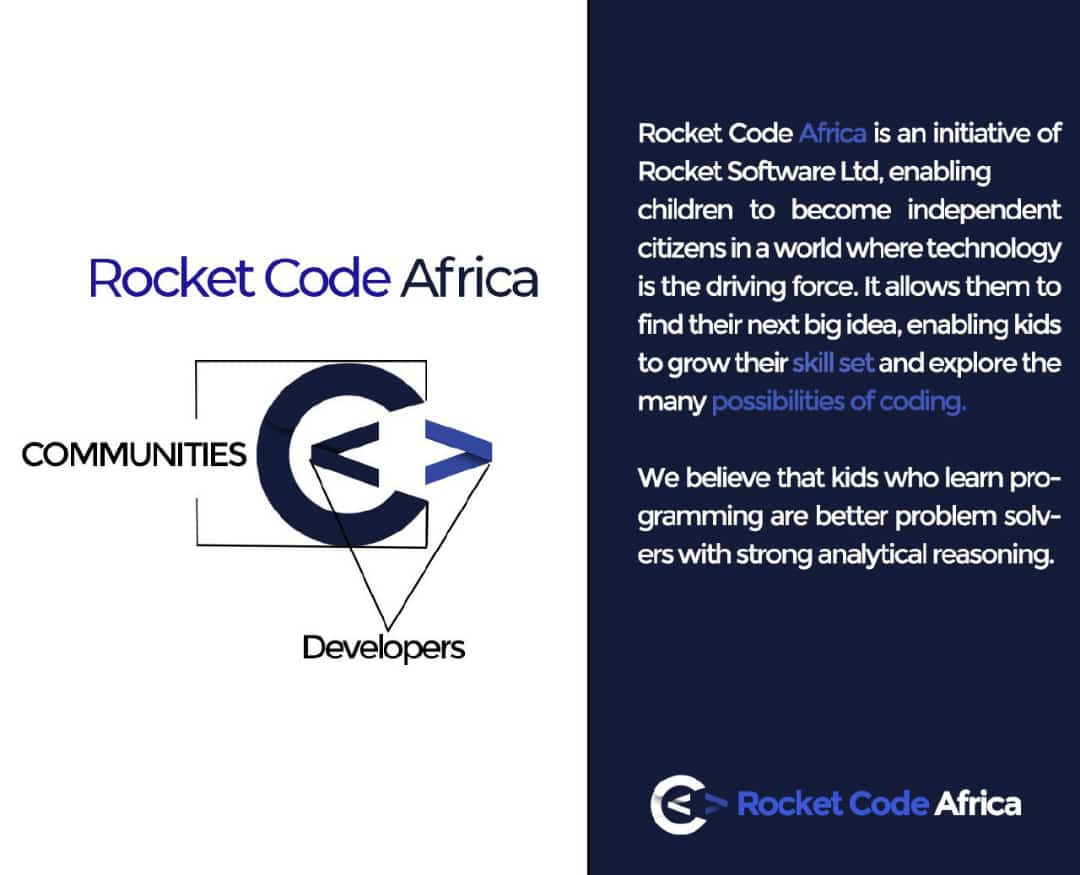 Rocket Code Africa
COMMUNITIES
Developers
Rocket Code Africa is an initiative of
Rocket Software Ltd, enabling
children to become independent
citizens in a world where technology
is the driving force. It allows them to
find their next big idea, enabling kids
to grow their skill set and explore the
many possibilities of coding.
We believe that kids who learn pro-
gramming are better problem solv-
ers with strong analytical reasoning.
Rocket Code Africa